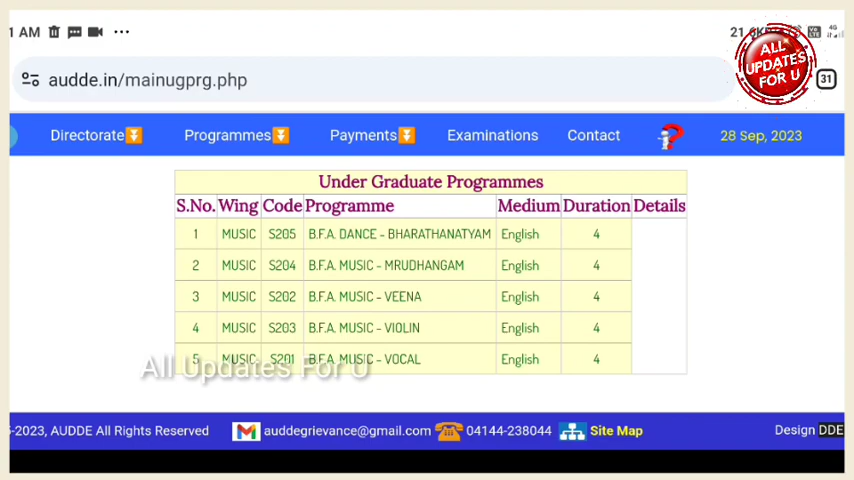 1 AM
ALL
UPDATES
FOR U
4G
audde.in/mainugprg.php
31
Directorate Programmes Payments Examinations Contact 28 Sep, 2023
Under Graduate Programmes
S.No. Wing Code Programme Medium Duration Details
1 MUSIC S205 B.F.A. DANCE - BHARATHANATYAM English 4
2 MUSIC S204 B.F.A. MUSIC - MRUDHANGAM English 4
3 MUSIC S202 B.F.A. MUSIC - VEENA English 4
4 MUSIC S203 B.F.A. MUSIC - VIOLIN English 4
5 MUSIC S201 B.F.A. MUSIC - VOCAL English 4
All Updates For U
-2023, AUDDE All Rights Reserved auddegrievance@gmail.com 04144-238044 Site Map Design DDE